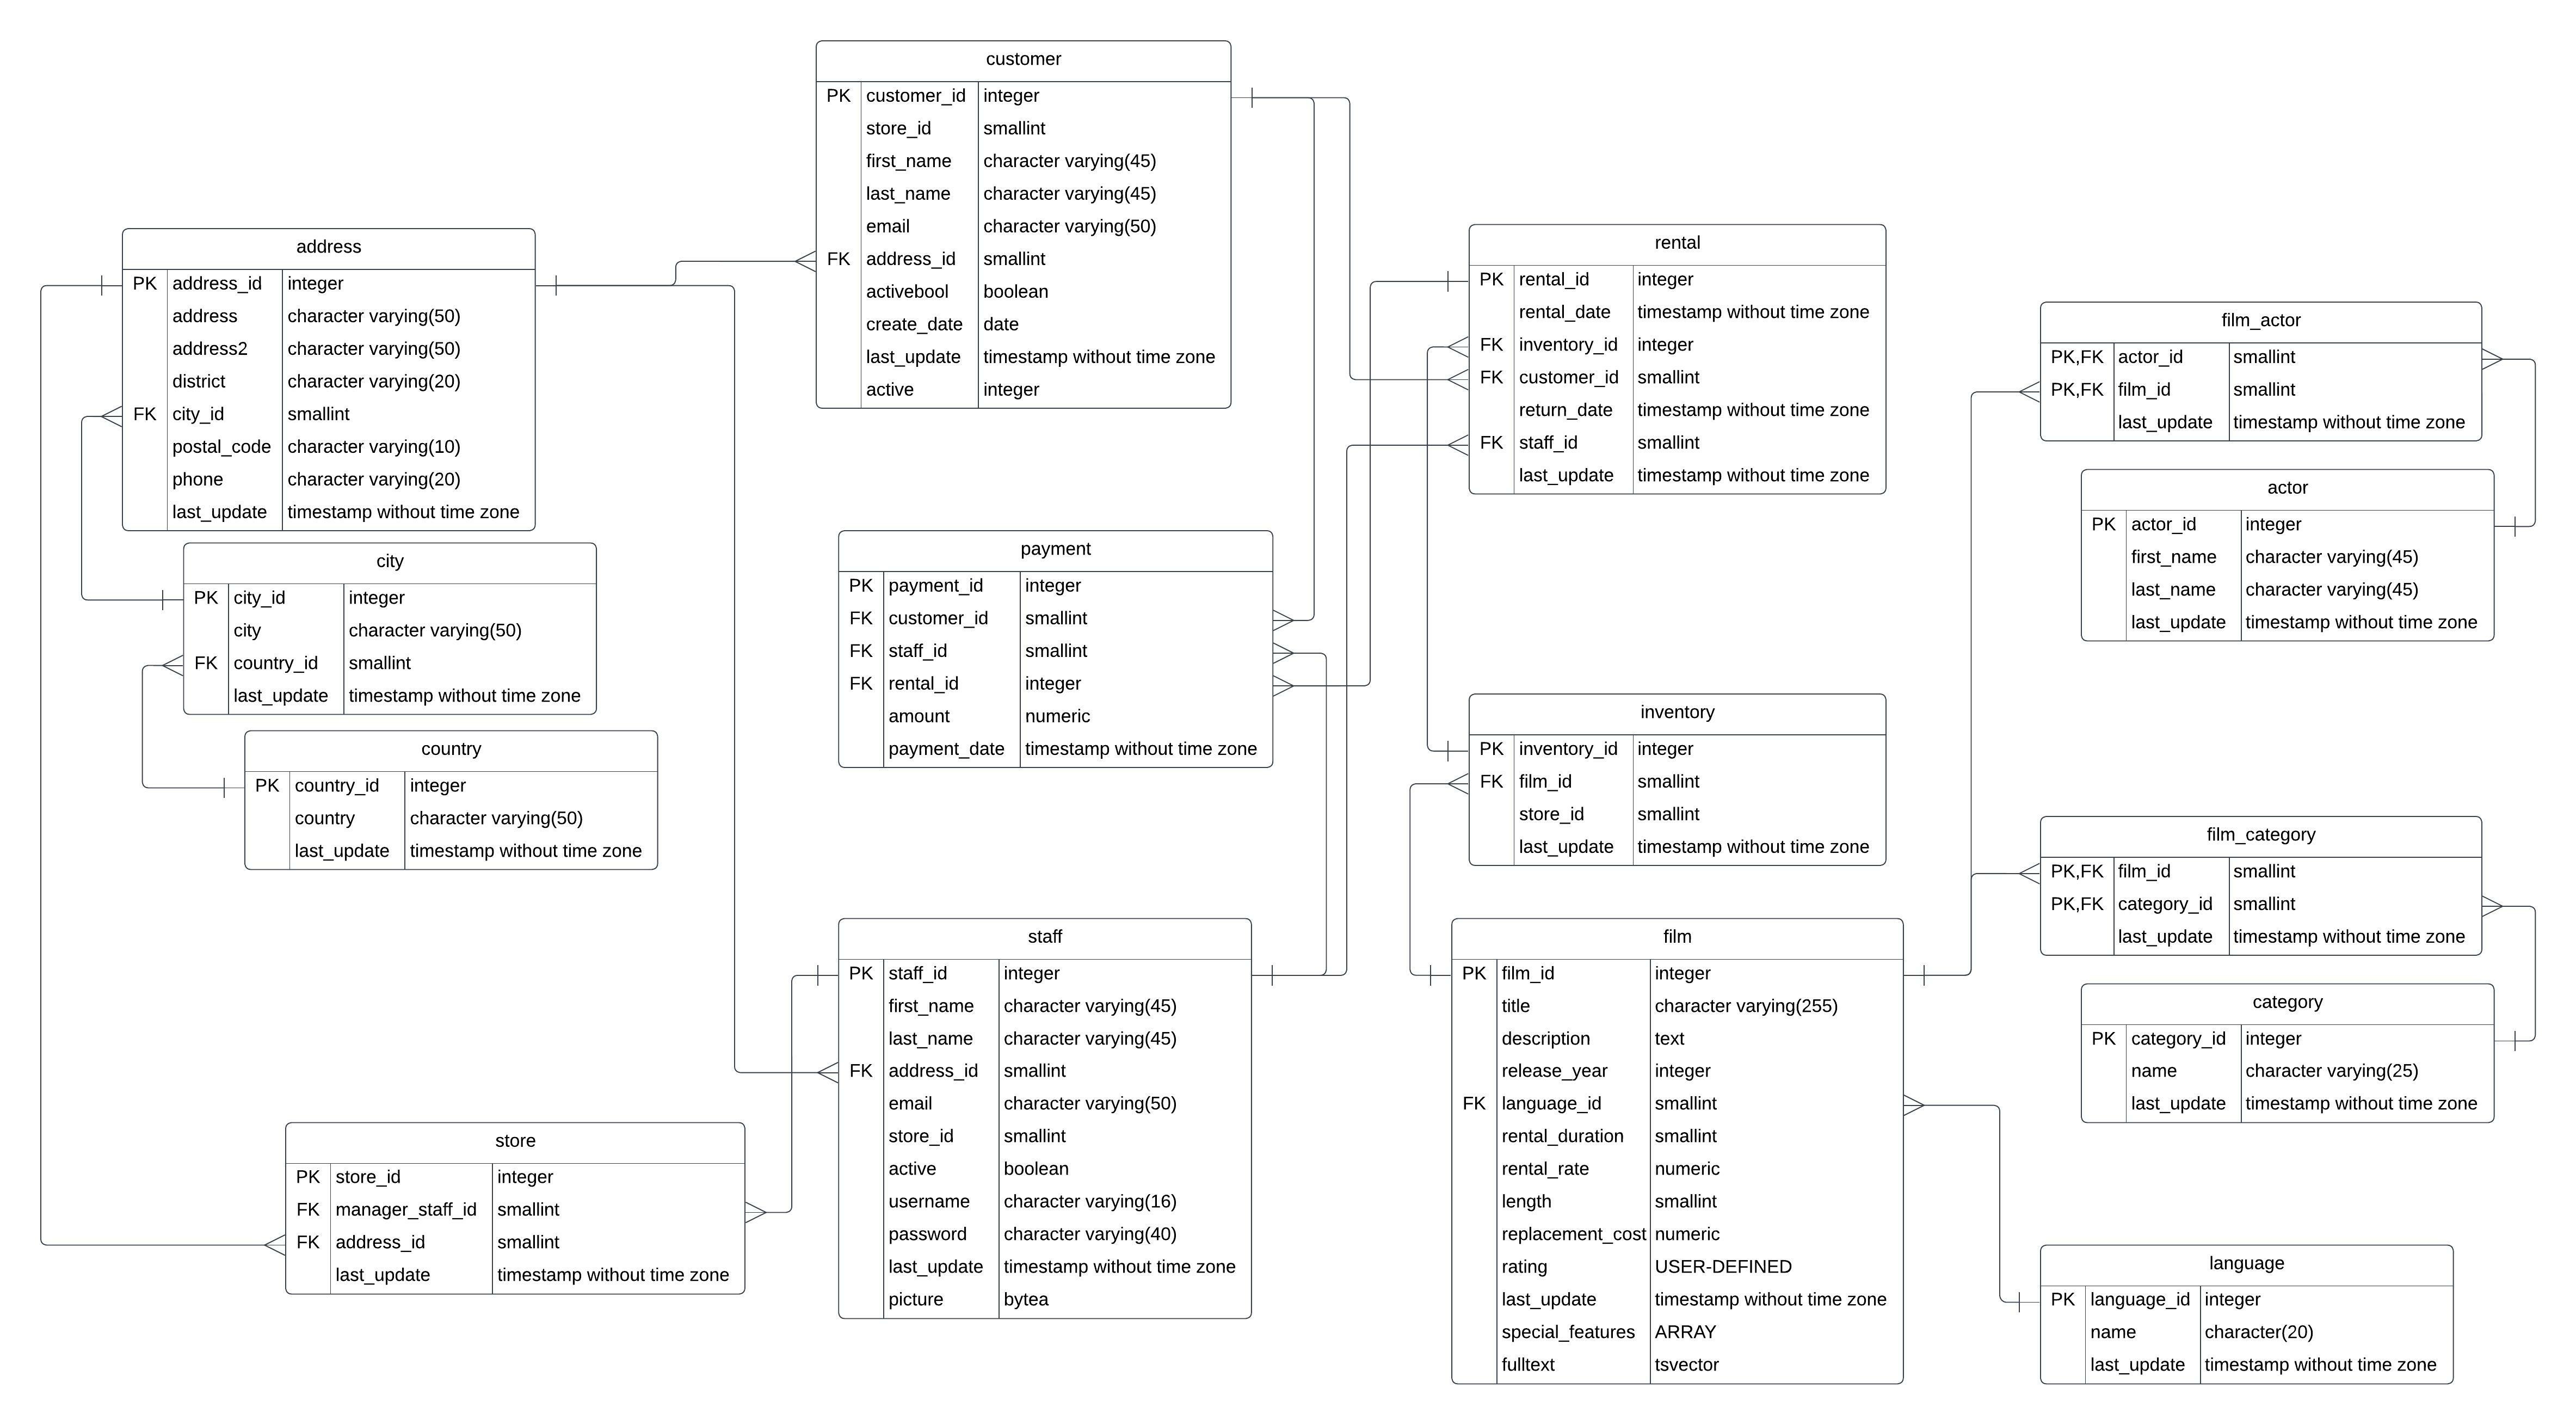 customer
PK customer_id integer
store_id smallint
first_name character varying(45)
last_name character varying(45)
email character varying(50)
FK address_id smallint
activebool boolean
create_date date
last_update timestamp without time zone
active integer
address
PK address_id integer
address character varying(50)
address2 character varying(50)
district character varying(20)
FK city_id smallint
postal_code character varying(10)
phone character varying(20)
last_update timestamp without time zone
city
PK city_id integer
city character varying(50)
FK country_id smallint
last_update timestamp without time zone
country
PK country_id integer
country character varying(50)
last_update timestamp without time zone
store
PK store_id integer
FK manager_staff_id smallint
FK address_id smallint
last_update timestamp without time zone
payment
PK payment_id integer
FK customer_id smallint
FK staff_id smallint
FK rental_id integer
amount numeric
payment_date timestamp without time zone
staff
PK staff_id integer
first_name character varying(45)
last_name character varying(45)
FK address_id smallint
email character varying(50)
store_id smallint
active boolean
username character varying(16)
password character varying(40)
last_update timestamp without time zone
picture bytea
rental
PK rental_id integer
rental_date timestamp without time zone
FK inventory_id integer
FK customer_id smallint
return_date timestamp without time zone
FK staff_id smallint
last_update timestamp without time zone
inventory
PK inventory_id integer
FK film_id smallint
store_id smallint
last_update timestamp without time zone
film
PK film_id integer
title character varying(255)
description text
release_year integer
FK language_id smallint
rental_duration smallint
rental_rate numeric
length smallint
replacement_cost numeric
rating USER-DEFINED
last_update timestamp without time zone
special_features ARRAY
fulltext tsvector
film_actor
PK,FK actor_id smallint
PK,FK film_id smallint
last_update timestamp without time zone
actor
PK actor_id integer
first_name character varying(45)
last_name character varying(45)
last_update timestamp without time zone
film_category
PK,FK film_id smallint
PK,FK category_id smallint
last_update timestamp without time zone
category
PK category_id integer
name character varying(25)
last_update timestamp without time zone
language
PK language_id integer
name character(20)
last_update timestamp without time zone